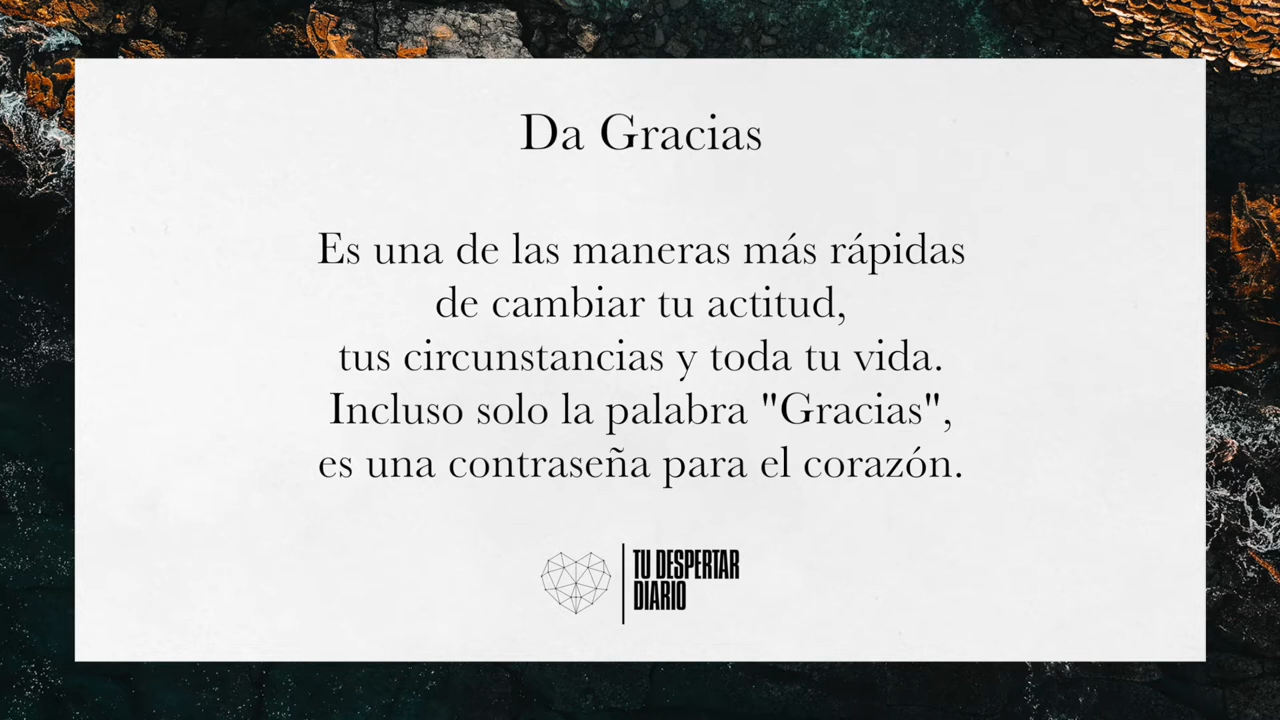 Da Gracias
Es una de las maneras más rápidas
de cambiar tu actitud,
tus circunstancias y toda tu vida.
Incluso solo la palabra "Gracias",
es una contraseña para el corazón.
TU DESPERTAR
DIARIO